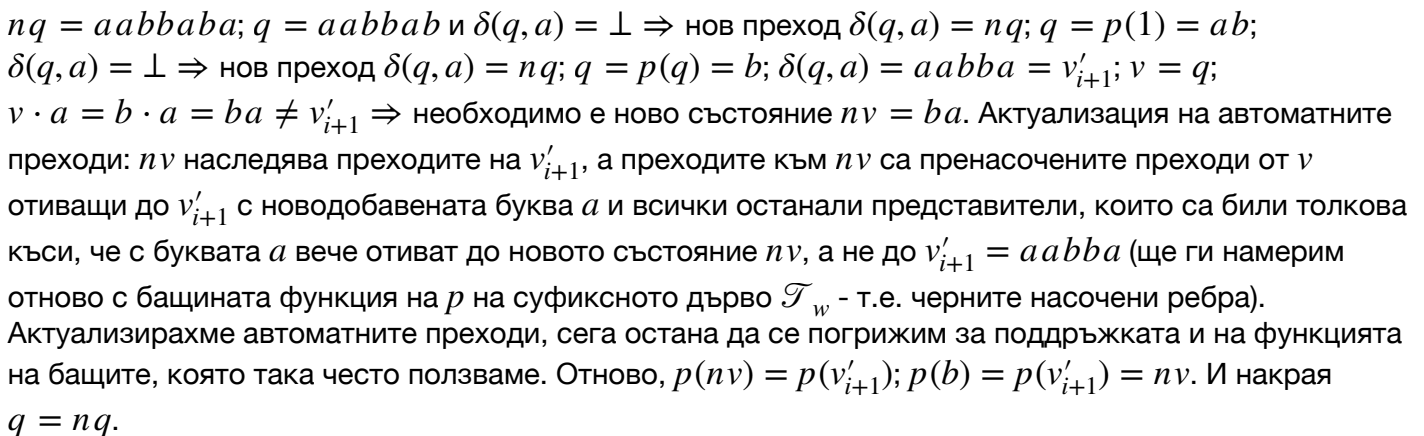 nq = aabbaba; q = aabbab и δ(q, a) = ⊥ ⇒ нов преход δ(q, a) = nq; q = p(1) = ab;
δ(q, a) = ⊥ ⇒ нов преход δ(q, a) = nq; q = p(q) = b; δ(q, a) = aabba = v′ᵢ₊₁; v = q;
v · a = b · a = ba ≠ v′ᵢ₊₁ ⇒ необходимо е ново състояние nv = ba. Актуализация на автоматните
преходи: nv наследява преходите на v′ᵢ₊₁, а преходите към nv са пренасочените преходи от v
отиващи до v′ᵢ₊₁ с новодобавената буква a и всички останали представители, които са били толкова
къси, че с буквата a вече отиват до новото състояние nv, а не до v′ᵢ₊₁ = aabba (ще ги намерим
отново с бащината функция на p на суфиксното дърво 𝒯_w - т.е. черните насочени ребра).
Актуализирахме автоматните преходи, сега остана да се погрижим за поддръжката и на функцията
на бащите, която така често ползваме. Отново, p(nv) = p(v′ᵢ₊₁); p(b) = p(v′ᵢ₊₁) = nv. И накрая
q = nq.